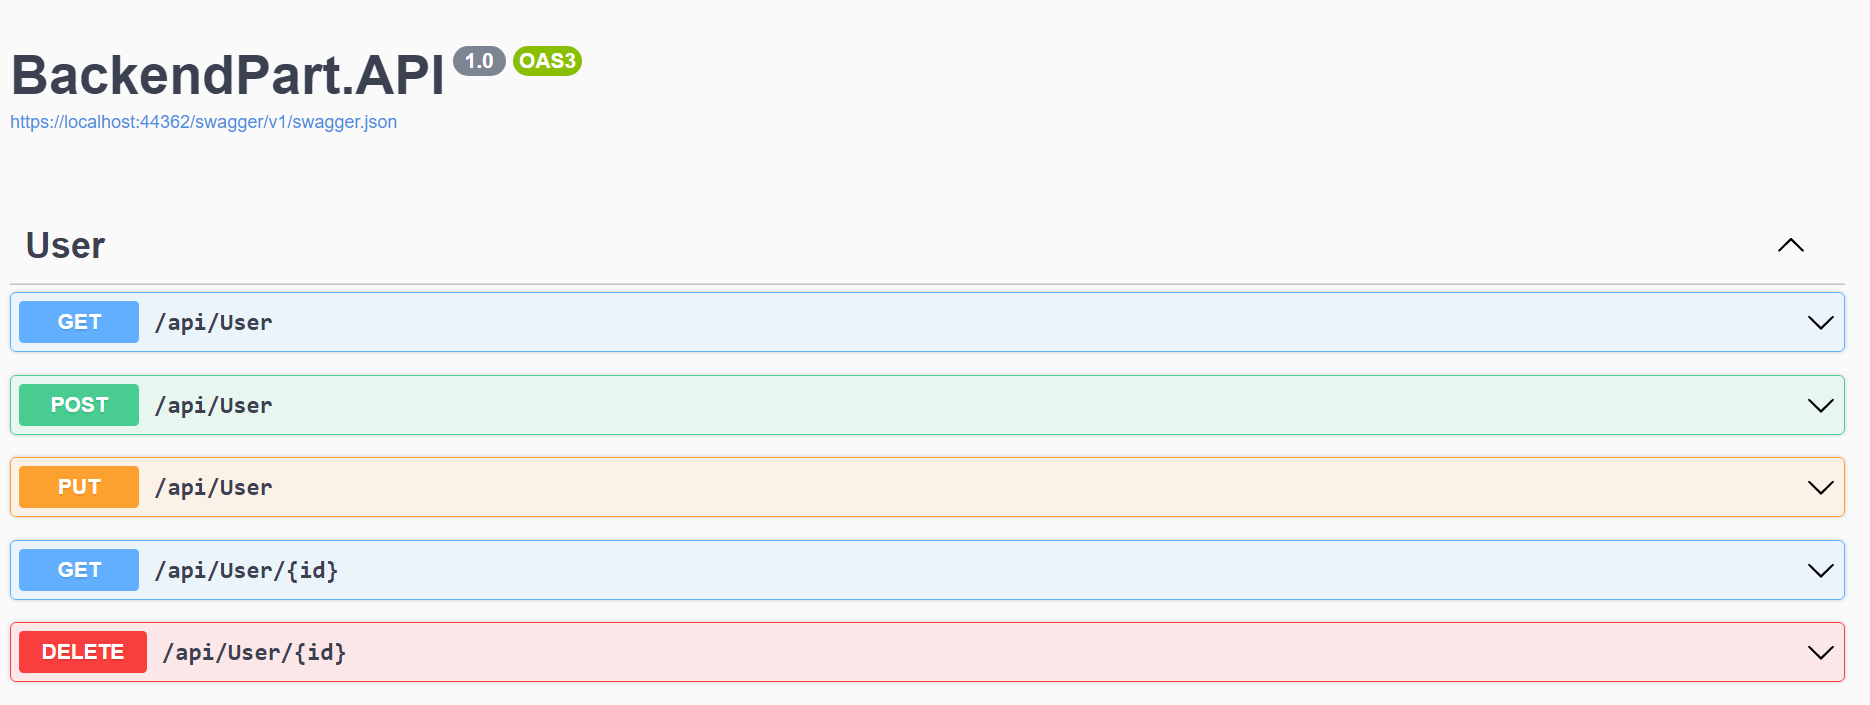 BackendPart.API 1.0 OAS3
https://localhost:44362/swagger/v1/swagger.json
User
GET /api/User
POST /api/User
PUT /api/User
GET /api/User/{id}
DELETE /api/User/{id}